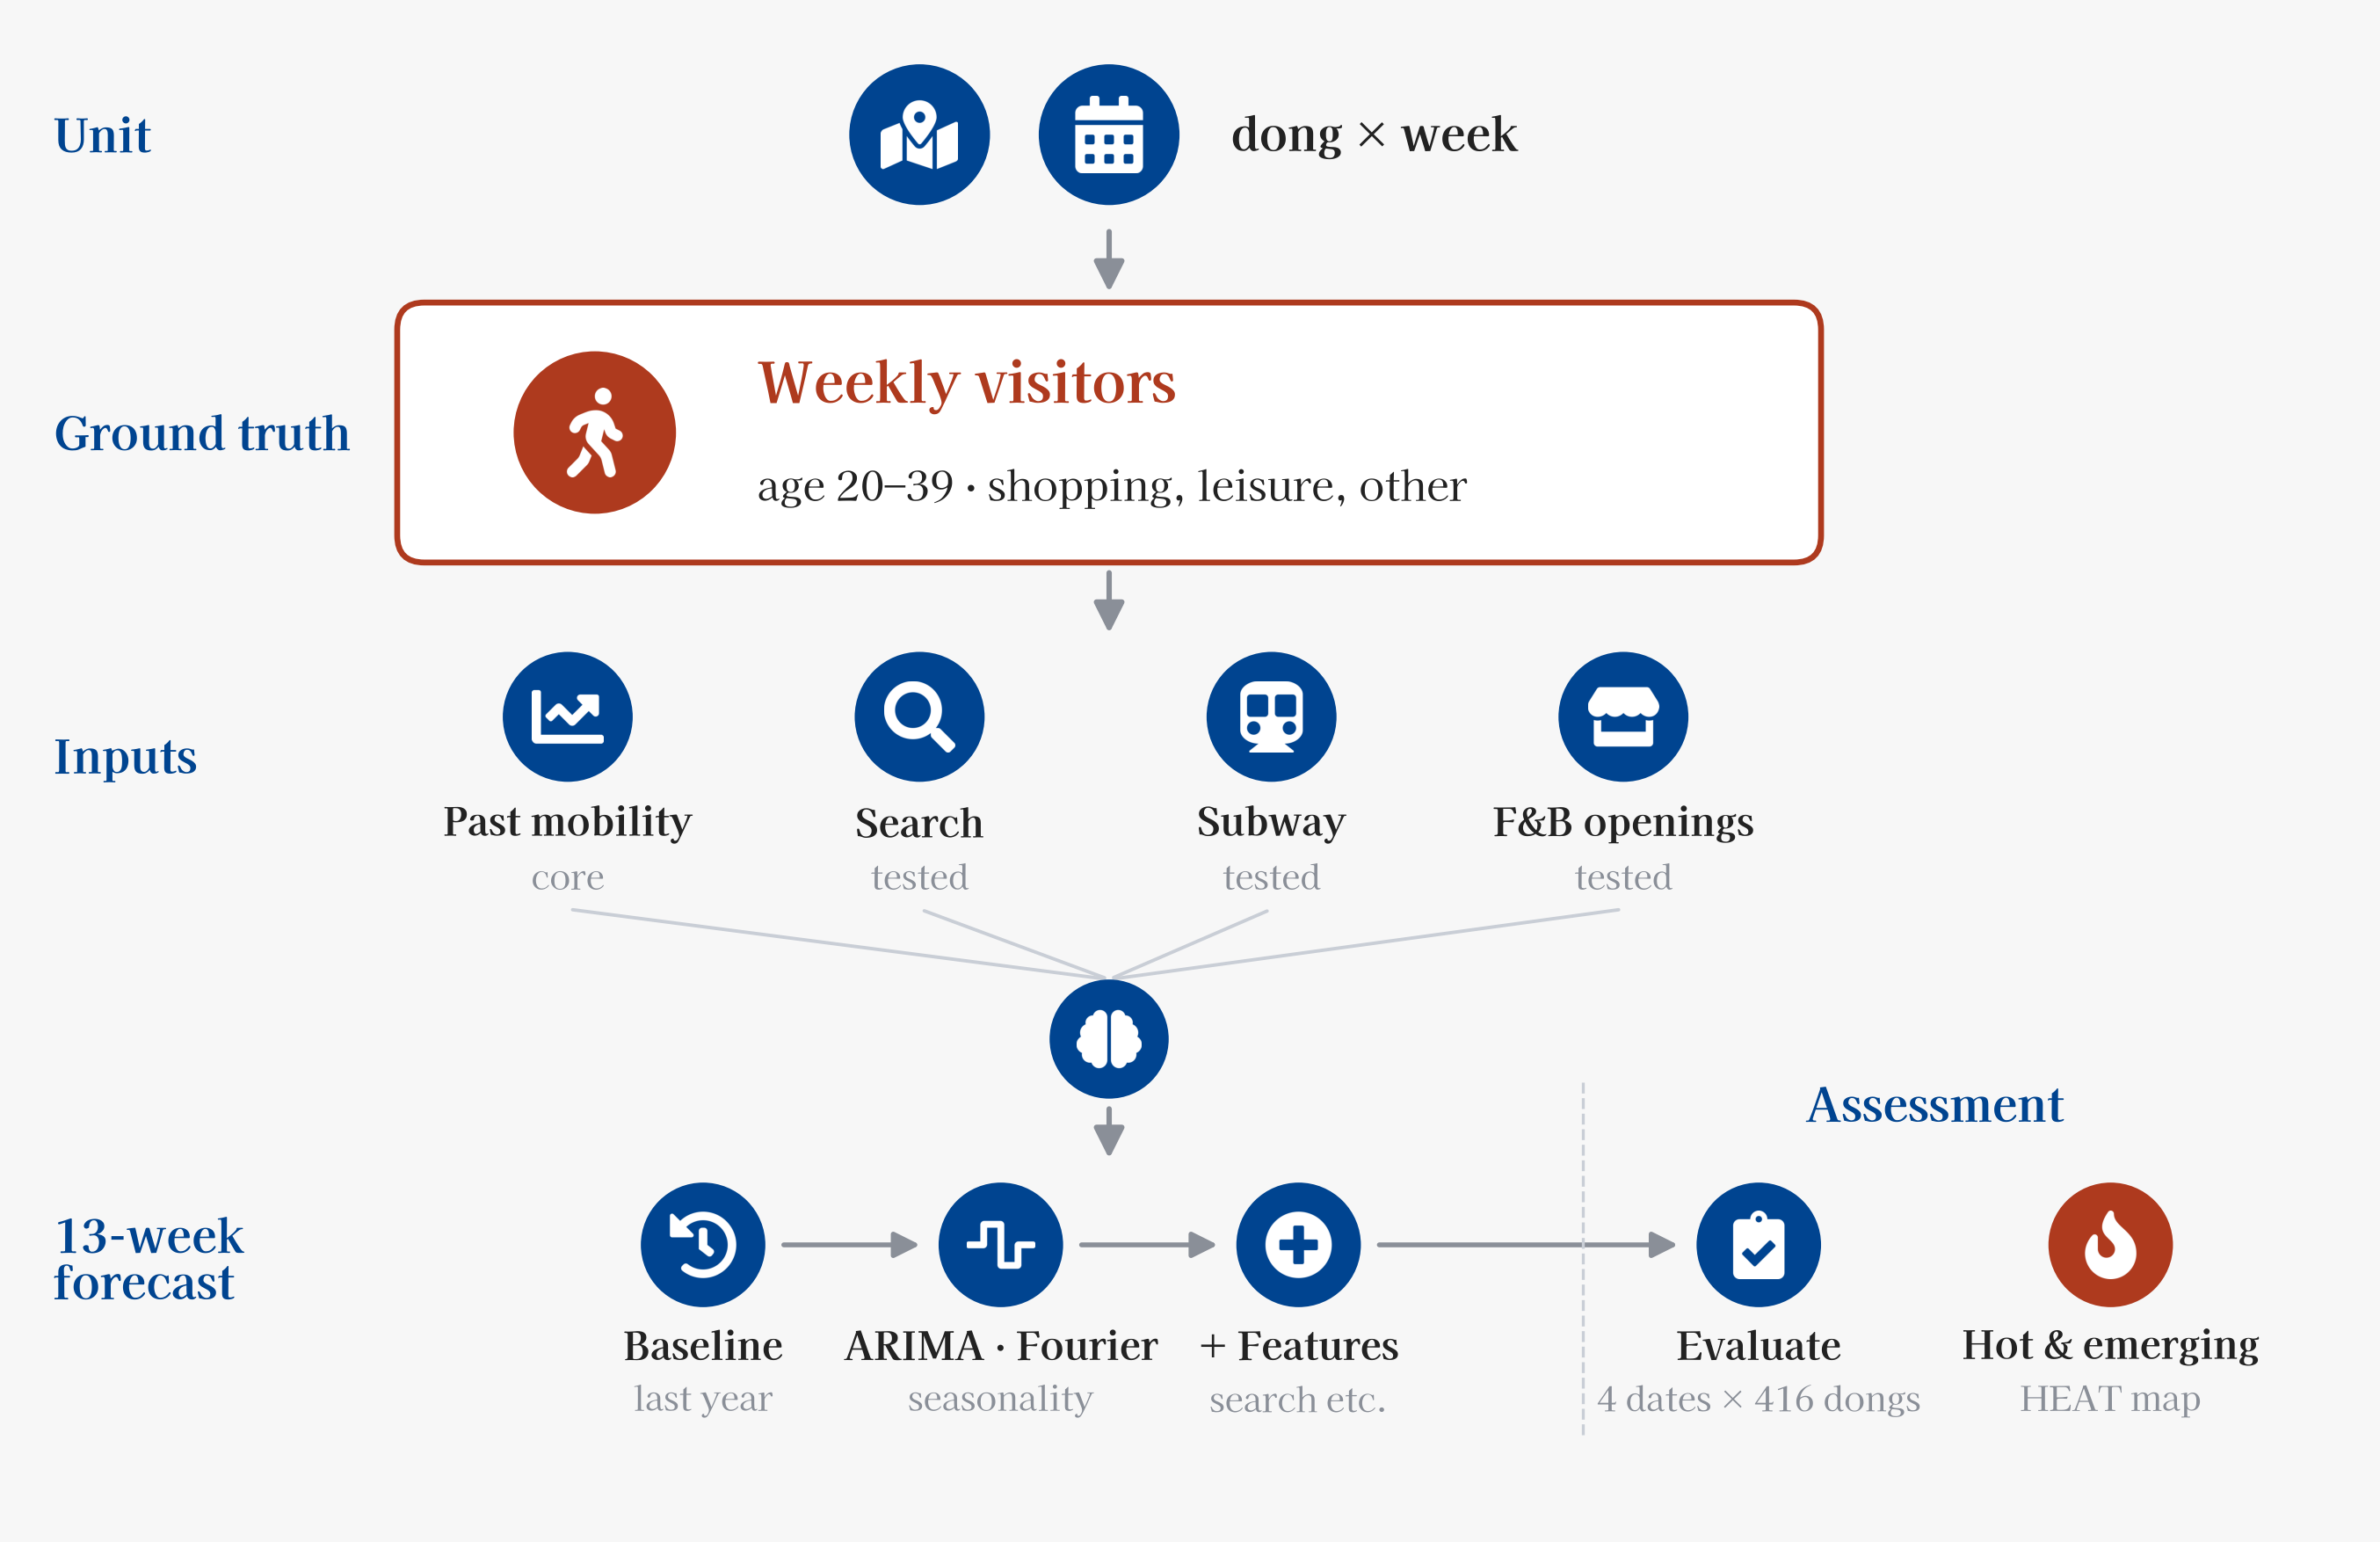 Unit
dong × week
Ground truth
Weekly visitors
age 20–39 · shopping, leisure, other
Inputs
Past mobility
core
Search
tested
Subway
tested
F&B openings
tested
Assessment
13-week
forecast
Baseline
last year
ARIMA · Fourier
seasonality
+ Features
search etc.
Evaluate
4 dates × 416 dongs
Hot & emerging
HEAT map